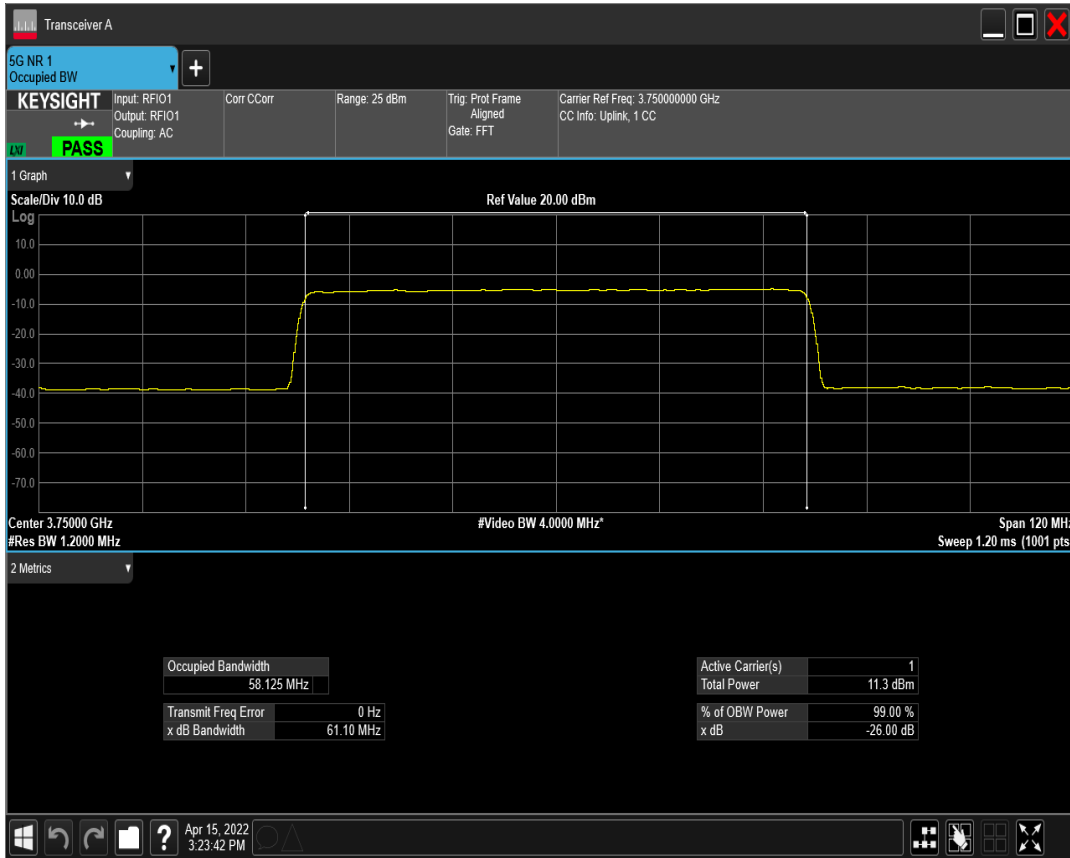 Transceiver A
5G NR 1
Occupied BW
+
KEYSIGHT
LXI
PASS
Input: RFIO1
Output: RFIO1
Coupling: AC
Corr CCorr
Range: 25 dBm
Trig: Prot Frame
Aligned
Gate: FFT
Carrier Ref Freq: 3.750000000 GHz
CC Info: Uplink, 1 CC
1 Graph
Scale/Div 10.0 dB
Ref Value 20.00 dBm
Log
10.0
0.00
-10.0
-20.0
-30.0
-40.0
-50.0
-60.0
-70.0
Center 3.75000 GHz
#Video BW 4.0000 MHz*
Span 120 MHz
#Res BW 1.2000 MHz
Sweep 1.20 ms (1001 pts
2 Metrics
Occupied Bandwidth
58.125 MHz
Transmit Freq Error 0 Hz
x dB Bandwidth 61.10 MHz
Active Carrier(s) 1
Total Power 11.3 dBm
% of OBW Power 99.00 %
x dB -26.00 dB
?
Apr 15, 2022
3:23:42 PM